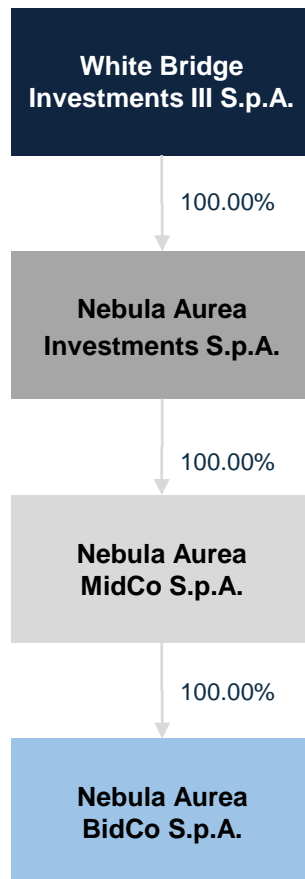 White Bridge
Investments III S.p.A.
100.00%
Nebula Aurea
Investments S.p.A.
100.00%
Nebula Aurea
MidCo S.p.A.
100.00%
Nebula Aurea
BidCo S.p.A.